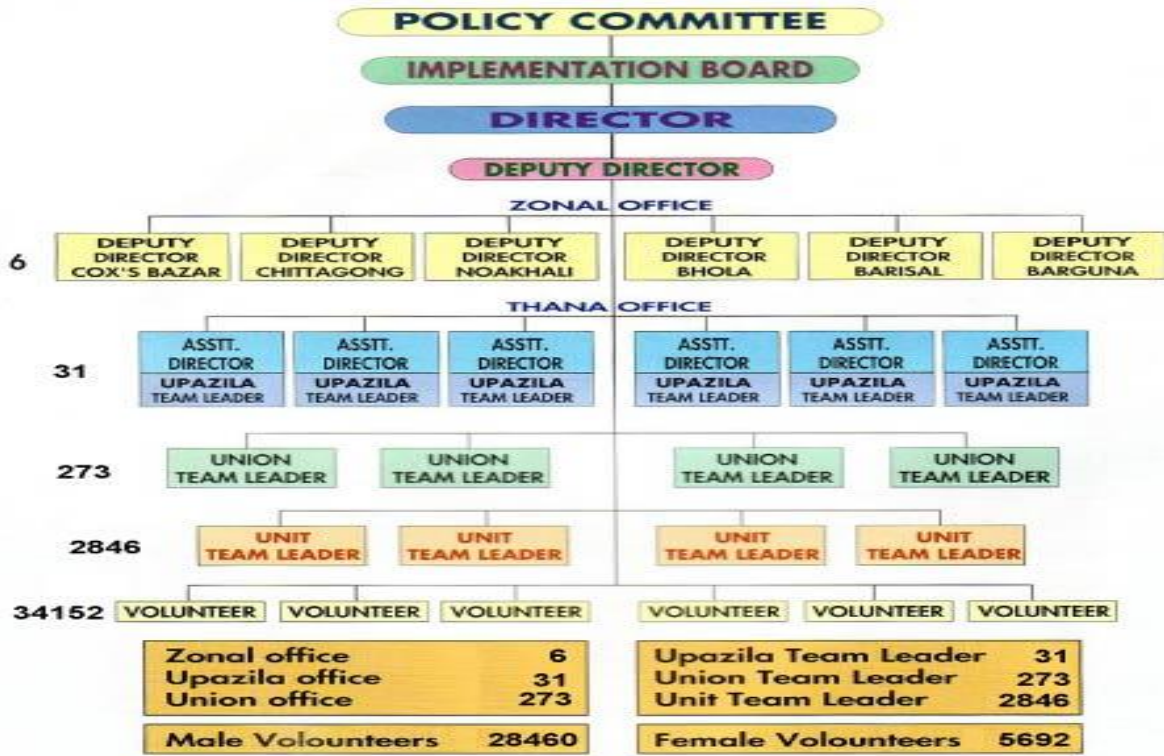 POLICY COMMITTEE
IMPLEMENTATION BOARD
DIRECTOR
DEPUTY DIRECTOR
ZONAL OFFICE
6
DEPUTY
DIRECTOR
COX'S BAZAR
DEPUTY
DIRECTOR
CHITTAGONG
DEPUTY
DIRECTOR
NOAKHALI
DEPUTY
DIRECTOR
BHOLA
DEPUTY
DIRECTOR
BARISAL
DEPUTY
DIRECTOR
BARGUNA
THANA OFFICE
31
ASSTT.
DIRECTOR
UPAZILA
TEAM LEADER
ASSTT.
DIRECTOR
UPAZILA
TEAM LEADER
ASSTT.
DIRECTOR
UPAZILA
TEAM LEADER
ASSTT.
DIRECTOR
UPAZILA
TEAM LEADER
ASSTT.
DIRECTOR
UPAZILA
TEAM LEADER
ASSTT.
DIRECTOR
UPAZILA
TEAM LEADER
273
UNION
TEAM LEADER
UNION
TEAM LEADER
UNION
TEAM LEADER
UNION
TEAM LEADER
2846
UNIT
TEAM LEADER
UNIT
TEAM LEADER
UNIT
TEAM LEADER
UNIT
TEAM LEADER
34152
VOLUNTEER
VOLUNTEER
VOLUNTEER
VOLUNTEER
VOLUNTEER
VOLUNTEER
Zonal office 6
Upazila office 31
Union office 273
Upazila Team Leader 31
Union Team Leader 273
Unit Team Leader 2846
Male Volounteers 28460
Female Volounteers 5692